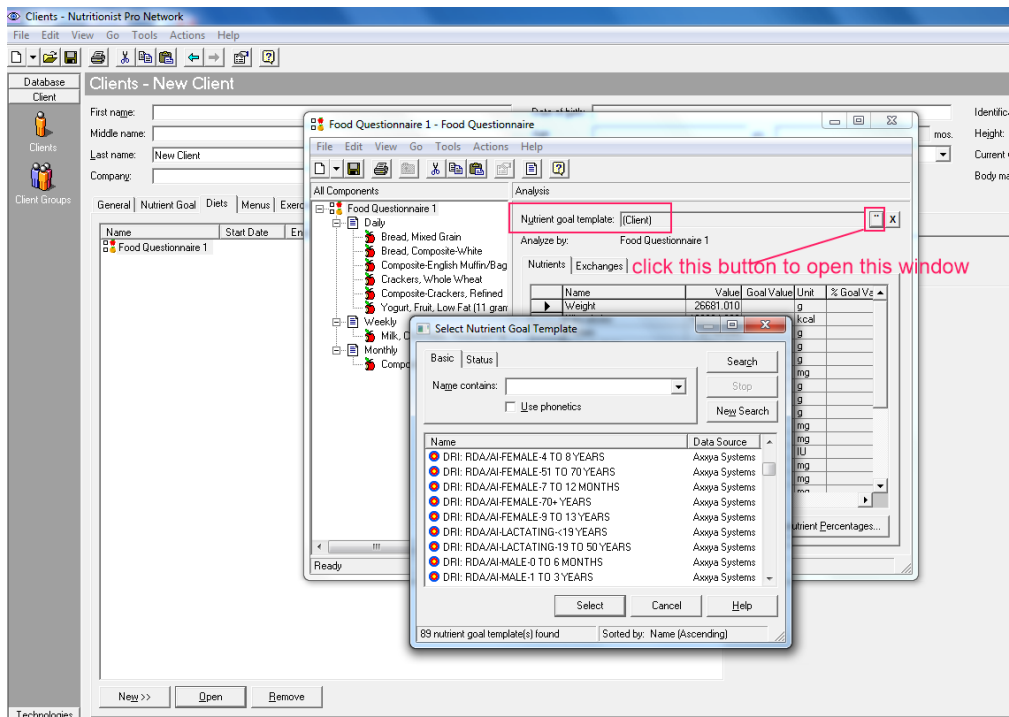 Clients - Nutritionist Pro Network
File Edit View Go Tools Actions Help
Database
Client
Clients
Client Groups
Technologies
Clients - New Client
First name:
Middle name:
Last name: New Client
Company:
Date of birth:
mos.
Identific
Height:
Current
Body ma
General Nutrient Goal Diets Menus Exerc
Name Start Date En
Food Questionnaire 1
New >> Open Remove
Food Questionnaire 1 - Food Questionnaire
File Edit View Go Tools Actions Help
All Components
Food Questionnaire 1
Daily
Bread, Mixed Grain
Bread, Composite-White
Composite-English Muffin/Bag
Crackers, Whole Wheat
Composite-Crackers, Refined
Yogurt, Fruit, Low Fat (11 gram
Weekly
Milk, C
Monthly
Compo
Ready
Analysis
Nutrient goal template: (Client) ... X
Analyze by: Food Questionnaire 1
Nutrients Exchanges
click this button to open this window
Name Value Goal Value Unit % Goal Va
Weight 26681.010 g
kcal
g
g
g
mg
g
g
g
mg
mg
IU
mg
mg
mg
utrient Percentages...
Select Nutrient Goal Template
Basic Status
Name contains:
Use phonetics
Search
Stop
New Search
Name Data Source
DRI: RDA/AI-FEMALE-4 TO 8 YEARS Axxya Systems
DRI: RDA/AI-FEMALE-51 TO 70 YEARS Axxya Systems
DRI: RDA/AI-FEMALE-7 TO 12 MONTHS Axxya Systems
DRI: RDA/AI-FEMALE-70+ YEARS Axxya Systems
DRI: RDA/AI-FEMALE-9 TO 13 YEARS Axxya Systems
DRI: RDA/AI-LACTATING-<19 YEARS Axxya Systems
DRI: RDA/AI-LACTATING-19 TO 50 YEARS Axxya Systems
DRI: RDA/AI-MALE-0 TO 6 MONTHS Axxya Systems
DRI: RDA/AI-MALE-1 TO 3 YEARS Axxya Systems
Select Cancel Help
89 nutrient goal template(s) found Sorted by: Name (Ascending)